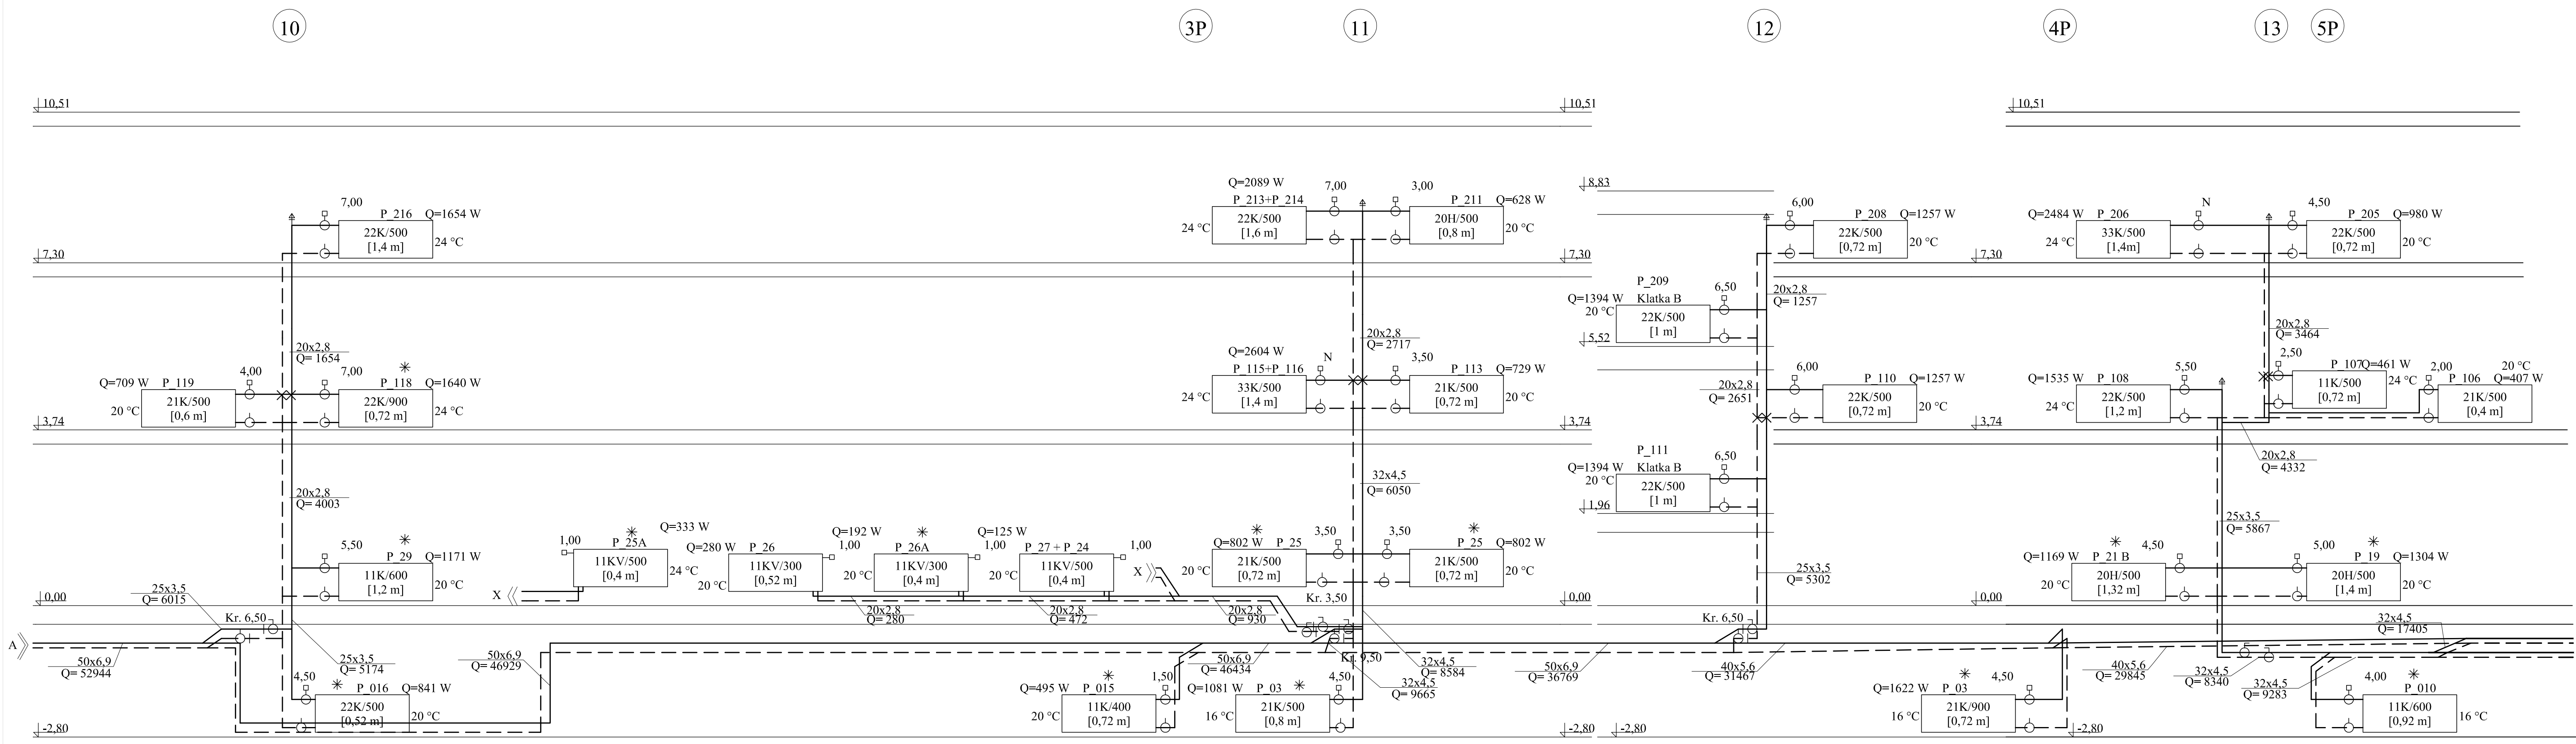 10
3P
11
12
4P
13
5P
10,51
10,51
10,51
8,83
Q=2089 W
7,00
3,00
7,00
P_216
Q=1654 W
22K/500
[1,4 m]
24 °C
P_213+P_214
22K/500
[1,6 m]
24 °C
P_211
Q=628 W
20H/500
[0,8 m]
20 °C
6,00
P_208
Q=1257 W
22K/500
[0,72 m]
20 °C
Q=2484 W
P_206
N
33K/500
[1,4m]
24 °C
4,50
P_205
Q=980 W
22K/500
[0,72 m]
20 °C
7,30
7,30
7,30
P_209
Q=1394 W
Klatka B
6,50
20 °C
22K/500
[1 m]
20x2,8
Q= 1257
5,52
20x2,8
Q= 1654
20x2,8
Q= 2717
20x2,8
Q= 3464
Q=709 W
P_119
4,00
21K/500
[0,6 m]
20 °C
7,00
P_118
Q=1640 W
22K/900
[0,72 m]
24 °C
Q=2604 W
N
P_115+P_116
33K/500
[1,4 m]
24 °C
3,50
P_113
Q=729 W
21K/500
[0,72 m]
20 °C
20x2,8
Q= 2651
6,00
P_110
Q=1257 W
22K/500
[0,72 m]
20 °C
Q=1535 W
P_108
5,50
22K/500
[1,2 m]
24 °C
2,50
P_107
Q=461 W
11K/500
[0,72 m]
24 °C
2,00
20 °C
P_106
Q=407 W
21K/500
[0,4 m]
3,74
3,74
3,74
P_111
Q=1394 W
Klatka B
6,50
20 °C
22K/500
[1 m]
1,96
20x2,8
Q= 4332
20x2,8
Q= 4003
32x4,5
Q= 6050
25x3,5
Q= 5867
5,50
P_29
Q=1171 W
11K/600
[1,2 m]
20 °C
1,00
P_25A
Q=333 W
11KV/500
[0,4 m]
24 °C
Q=280 W
P_26
11KV/300
[0,52 m]
20 °C
Q=192 W
1,00
P_26A
11KV/300
[0,4 m]
20 °C
Q=125 W
1,00
P_27 + P_24
11KV/500
[0,4 m]
20 °C
1,00
X
X
Q=802 W
P_25
3,50
21K/500
[0,72 m]
20 °C
3,50
P_25
Q=802 W
21K/500
[0,72 m]
20 °C
25x3,5
Q= 5302
Q=1169 W
P_21 B
4,50
20H/500
[1,32 m]
20 °C
5,00
P_19
Q=1304 W
20H/500
[1,4 m]
20 °C
0,00
0,00
0,00
25x3,5
Q= 6015
Kr. 6,50
20x2,8
Q= 280
20x2,8
Q= 472
20x2,8
Q= 930
Kr. 3,50
Kr. 6,50
32x4,5
Q= 17405
A
50x6,9
Q= 52944
25x3,5
Q= 5174
50x6,9
Q= 46929
50x6,9
Q= 46434
Kr. 9,50
32x4,5
Q= 8584
32x4,5
Q= 9665
50x6,9
Q= 36769
40x5,6
Q= 31467
40x5,6
Q= 29845
32x4,5
Q= 8340
32x4,5
Q= 9283
4,50
P_016
Q=841 W
22K/500
[0,52 m]
20 °C
Q=495 W
P_015
1,50
11K/400
[0,72 m]
20 °C
Q=1081 W
P_03
4,50
21K/500
[0,8 m]
16 °C
Q=1622 W
P_03
4,50
21K/900
[0,72 m]
16 °C
4,00
P_010
11K/600
[0,92 m]
16 °C
-2,80
-2,80
-2,80
-2,80